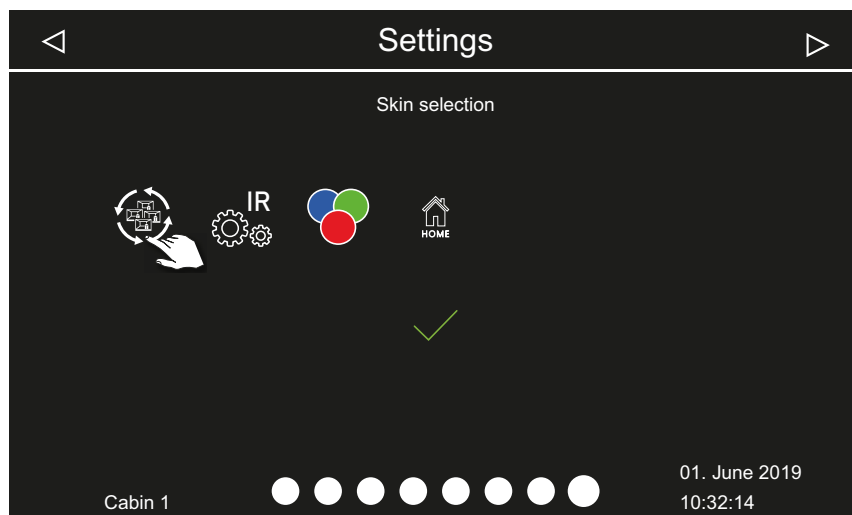 Settings
Skin selection
IR
HOME
01. June 2019
Cabin 1
10:32:14